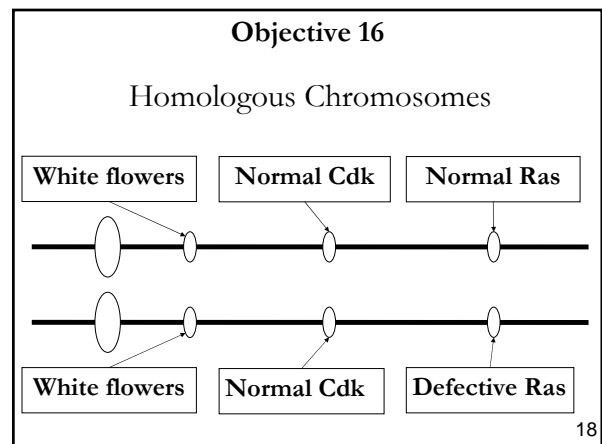 Objective 16
Homologous Chromosomes
White flowers Normal Cdk Normal Ras
White flowers Normal Cdk Defective Ras
18